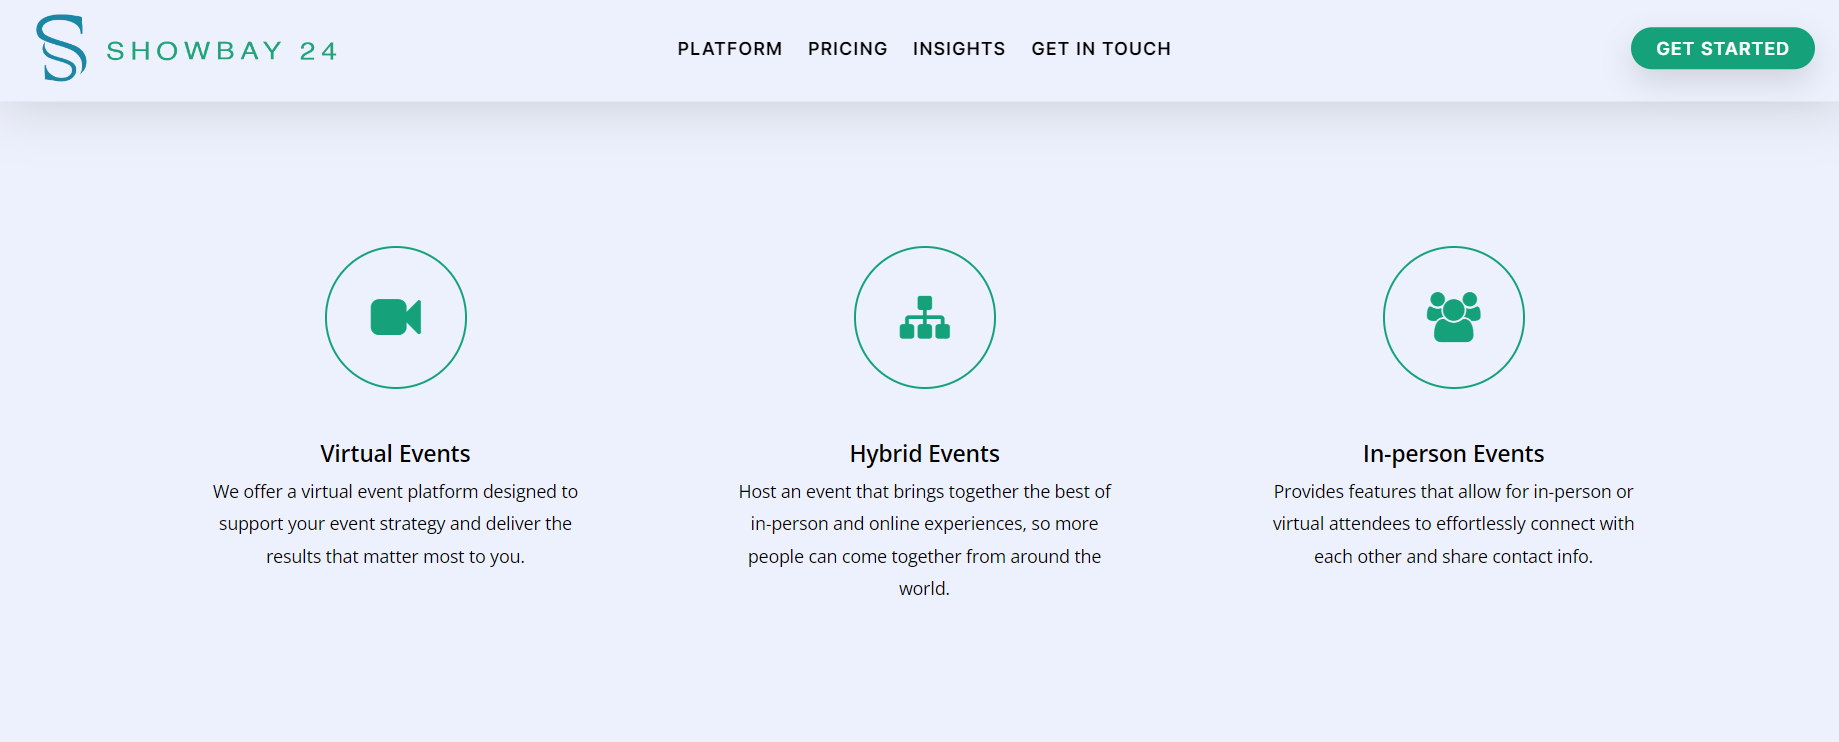 SHOWBAY 24
PLATFORM PRICING INSIGHTS GET IN TOUCH
GET STARTED
Virtual Events
We offer a virtual event platform designed to
support your event strategy and deliver the
results that matter most to you.
Hybrid Events
Host an event that brings together the best of
in-person and online experiences, so more
people can come together from around the
world.
In-person Events
Provides features that allow for in-person or
virtual attendees to effortlessly connect with
each other and share contact info.